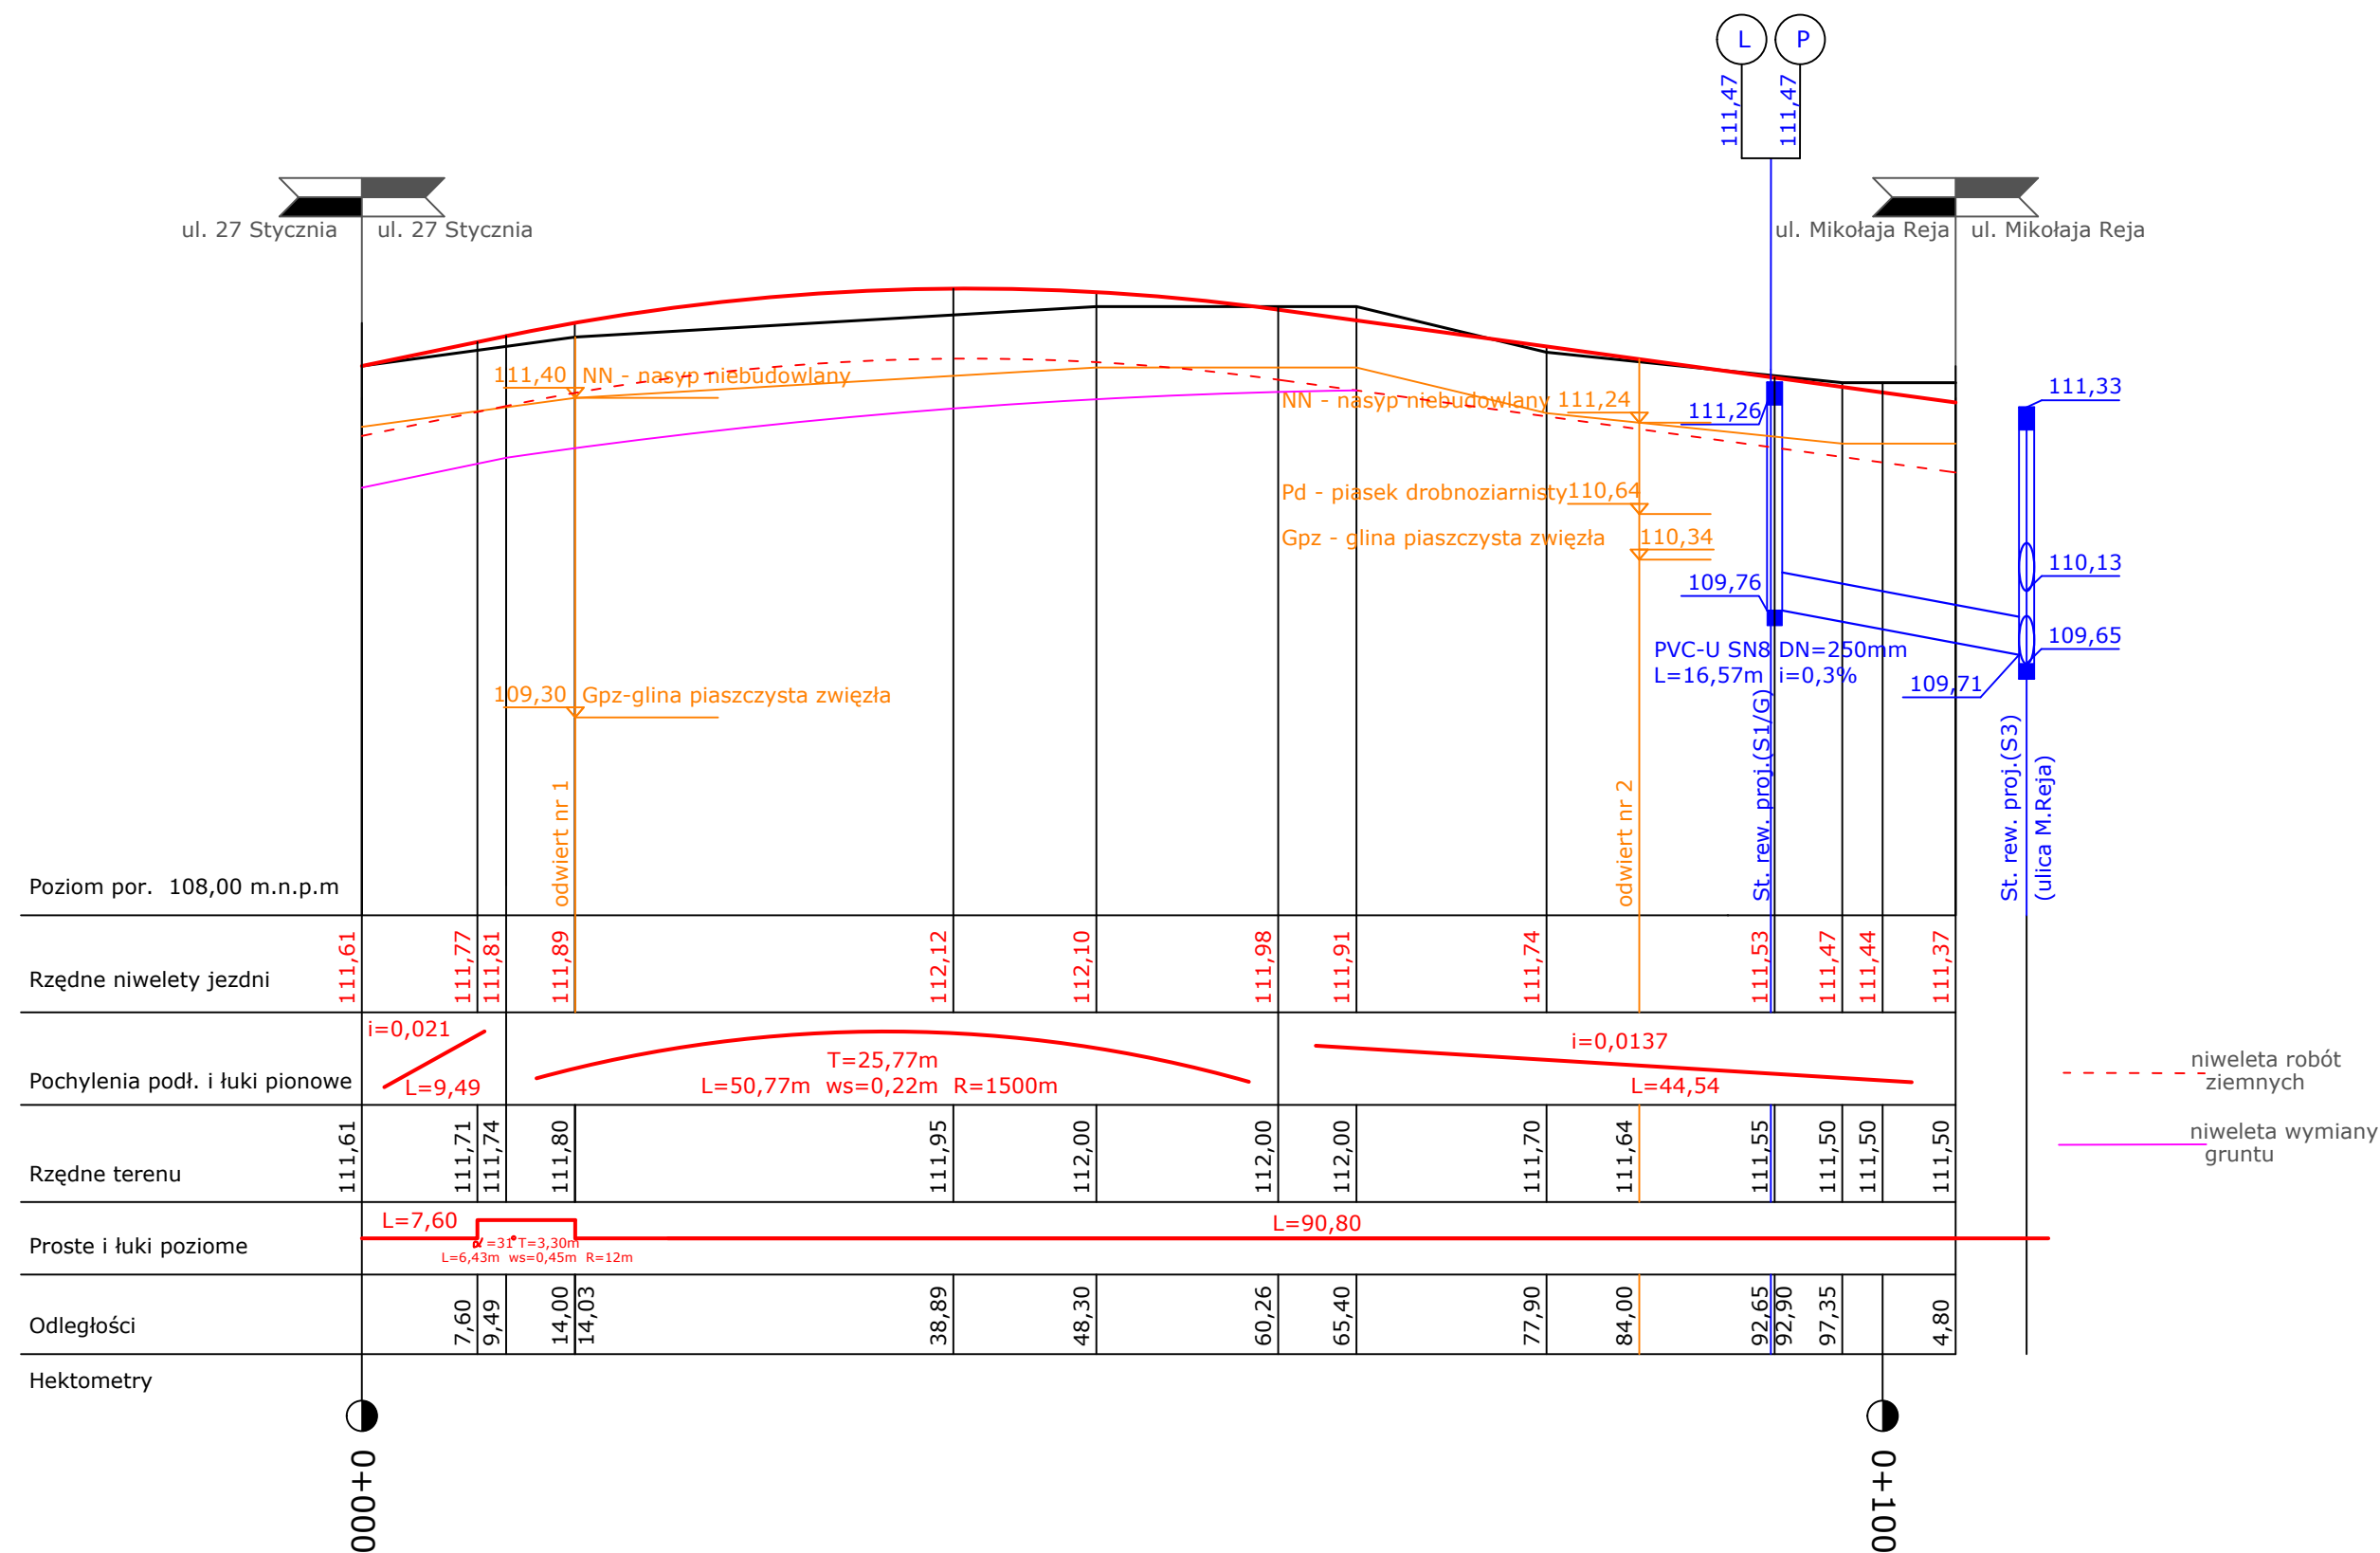 L P
111,47 111,47
ul. 27 Stycznia ul. 27 Stycznia
ul. Mikołaja Reja ul. Mikołaja Reja
111,40 NN - nasyp niebudowlany
NN - nasyp niebudowlany 111,24
111,26
111,33
Pd - piasek drobnoziarnisty 110,64
Gpz - glina piaszczysta zwięzła 110,34
109,76
110,13
109,65
PVC-U SN8 DN=250mm
L=16,57m i=0,3%
109,71
109,30 Gpz-glina piaszczysta zwięzła
odwiert nr 1
odwiert nr 2
St. rew. proj.(S1/G)
St. rew. proj.(S3)
(ulica M.Reja)
Poziom por. 108,00 m.n.p.m
Rzędne niwelety jezdni
111,61 111,77 111,81 111,89 112,12 112,10 111,98 111,91 111,74 111,53 111,47 111,44 111,37
Pochylenia podł. i łuki pionowe
i=0,021
L=9,49
T=25,77m
L=50,77m ws=0,22m R=1500m
i=0,0137
L=44,54
niweleta robót
ziemnych
niweleta wymiany
gruntu
Rzędne terenu
111,61 111,71 111,74 111,80 111,95 112,00 112,00 112,00 111,70 111,64 111,55 111,50 111,50 111,50
Proste i łuki poziome
L=7,60
α=31 T=3,30m
L=6,43m ws=0,45m R=12m
L=90,80
Odległości
7,60 9,49 14,00 14,03 38,89 48,30 60,26 65,40 77,90 84,00 92,65 92,90 97,35 4,80
Hektometry
0+000
0+100